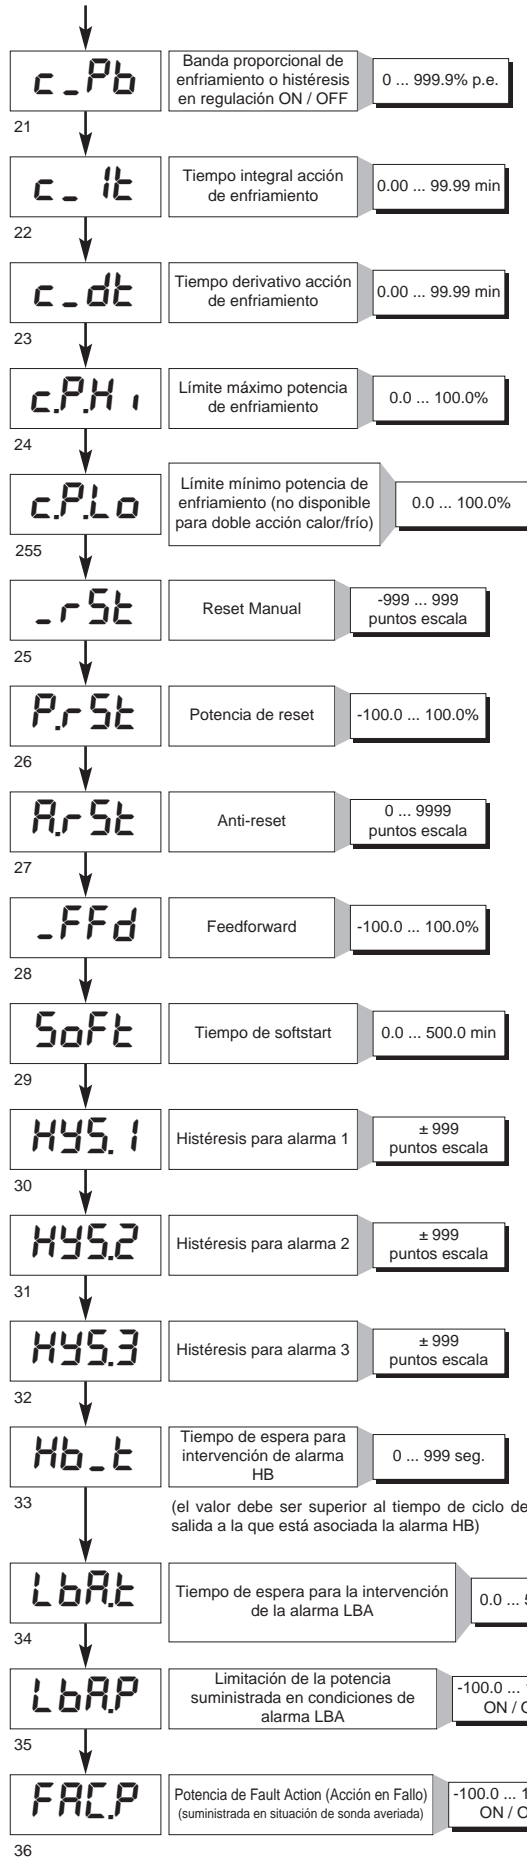 c_Pb
Banda proporcional de
enfriamiento o histéresis
en regulación ON / OFF
0 ... 999.9% p.e.
21
c_It
Tiempo integral acción
de enfriamiento
0.00 ... 99.99 min
22
c_dt
Tiempo derivativo acción
de enfriamiento
0.00 ... 99.99 min
23
c.P.Hi
Límite máximo potencia
de enfriamiento
0.0 ... 100.0%
24
c.P.Lo
Límite mínimo potencia de
enfriamiento (no disponible
para doble acción calor/frío)
0.0 ... 100.0%
255
_rSt
Reset Manual
-999 ... 999
puntos escala
25
P.rSt
Potencia de reset
-100.0 ... 100.0%
26
A.rSt
Anti-reset
0 ... 9999
puntos escala
27
_FFd
Feedforward
-100.0 ... 100.0%
28
SoFt
Tiempo de softstart
0.0 ... 500.0 min
29
HYS.1
Histéresis para alarma 1
± 999
puntos escala
30
HYS.2
Histéresis para alarma 2
± 999
puntos escala
31
HYS.3
Histéresis para alarma 3
± 999
puntos escala
32
Hb_t
Tiempo de espera para
intervención de alarma
HB
0 ... 999 seg.
33
(el valor debe ser superior al tiempo de ciclo de
salida a la que está asociada la alarma HB)
LbA.t
Tiempo de espera para la intervención
de la alarma LBA
0.0 ...
34
LbA.P
Limitación de la potencia
suministrada en condiciones de
alarma LBA
-100.0 ...
ON /
35
FAC.P
Potencia de Fault Action (Acción en Fallo)
(suministrada en situación de sonda averiada)
-100.0 ...
ON /
36